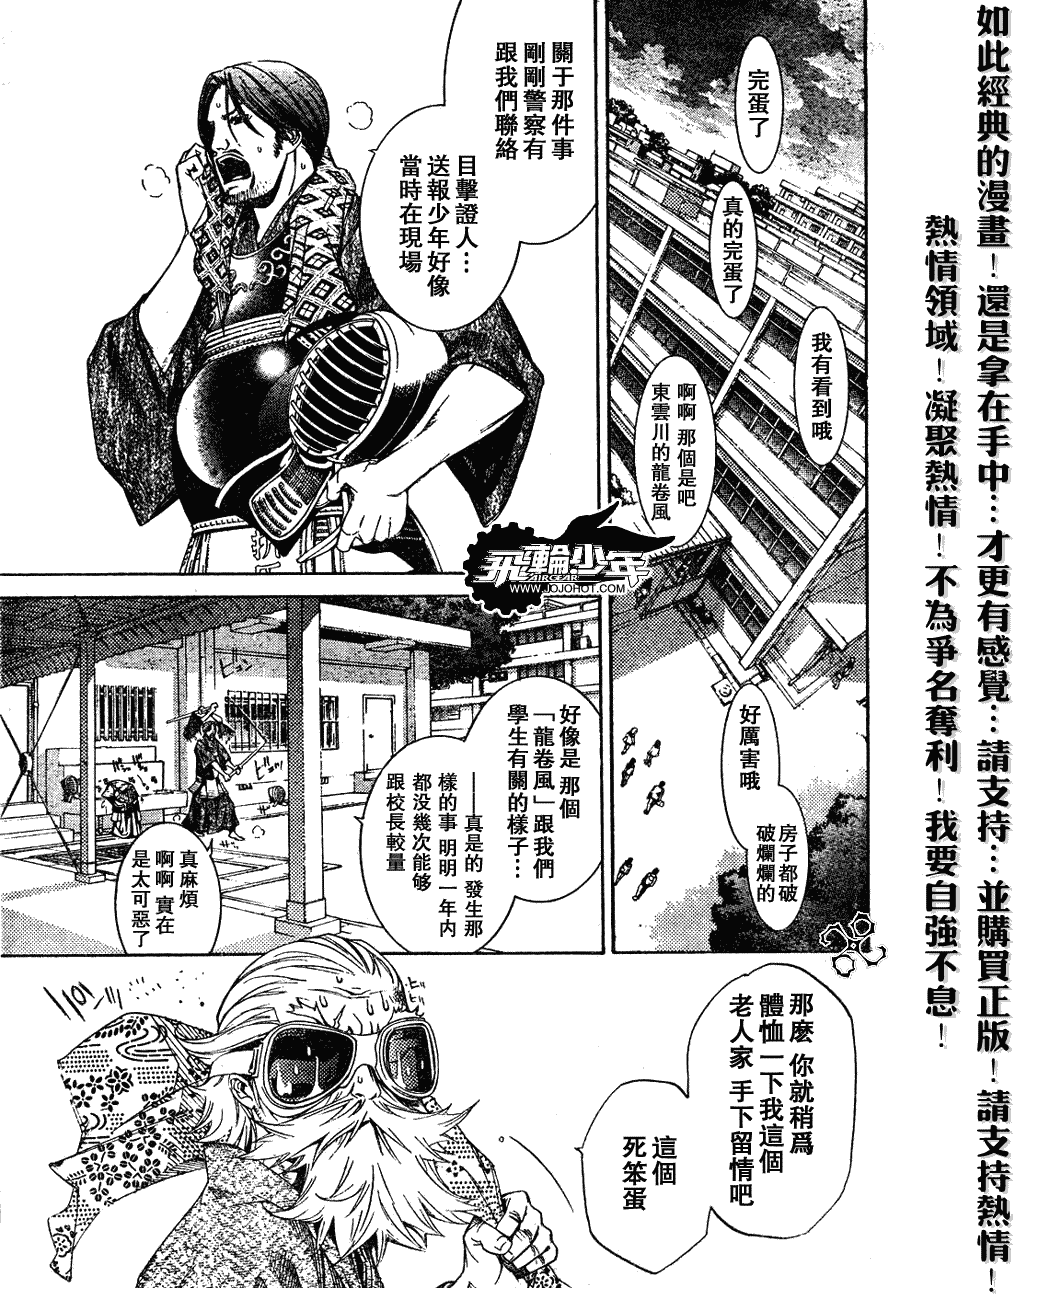 如此經典的漫畫！還是拿在手中…才更有感覺…請支持…並購買正版！請支持熱情！
熱情領域！凝聚熱情！不為爭名奪利！我要自強不息！
完蛋了
真的完蛋了
我有看到哦
啊啊 那個是吧
東雲川的龍卷風
好厲害哦
房子都破
破爛爛的
關于那件事
剛剛警察有
跟我們聯絡
目擊證人…
送報少年好像
當時在現場
飛輪少年
AIR GEAR
WWW.JOJOHOT.COM
好像是 那個
「龍卷風」跟我們
學生有關的樣子…
——真是的 發生那
樣的事 明明一年內
都没幾次能够
跟校長較量
真麻煩
啊啊 實在
是太可惡了
那麽 你就稍爲
體恤一下我這個
老人家 手下留情吧
這個
死笨蛋